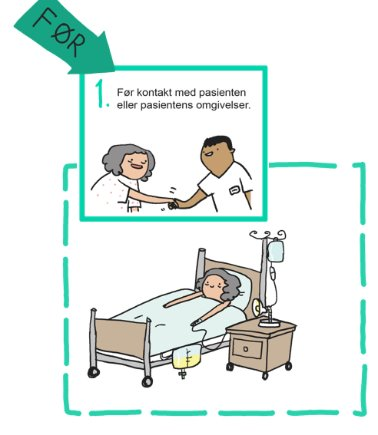 FØR
1. Før kontakt med pasienten
eller pasientens omgivelser.